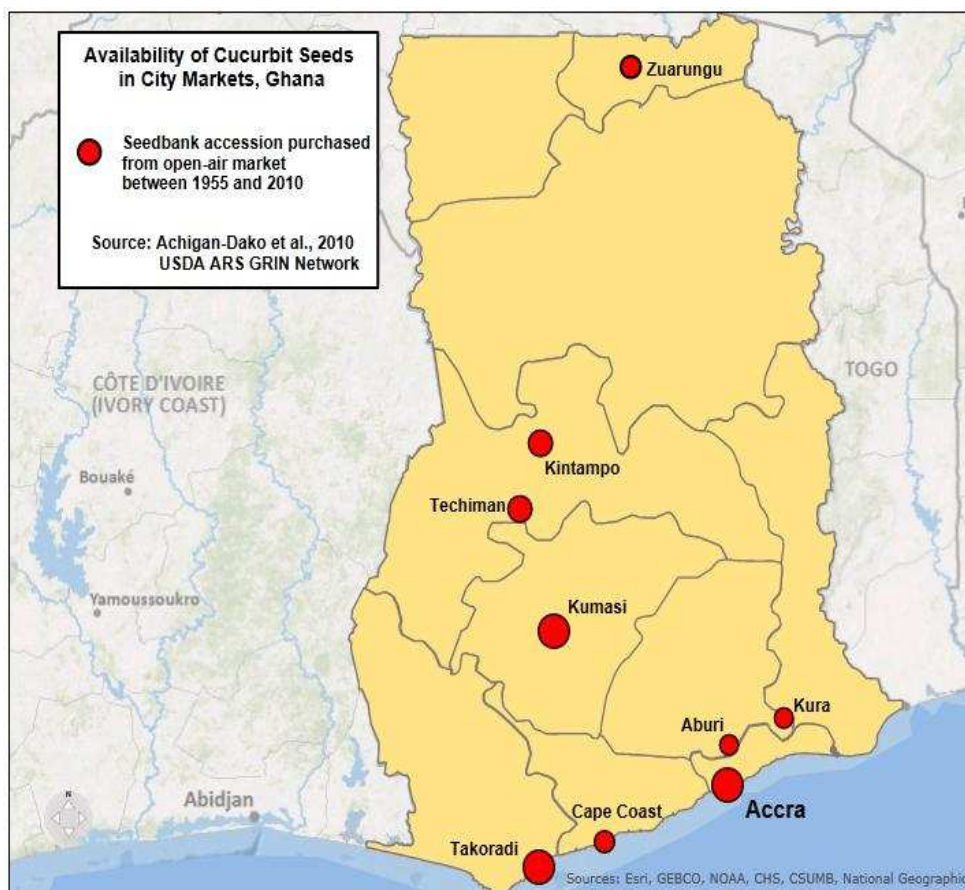 Availability of Cucurbit Seeds
in City Markets, Ghana
Seedbank accession purchased
from open-air market
between 1955 and 2010
Source: Achigan-Dako et al., 2010
USDA ARS GRIN Network
Zuarungu
CÔTE D'IVOIRE
(IVORY COAST)
TOGO
Kintampo
Bouaké
Techiman
Yamoussoukro
Kumasi
Kura
Aburi
Abidjan
Cape Coast
Accra
Takoradi
N
Sources: Esri, GEBCO, NOAA, CHS, CSUMB, National Geographic